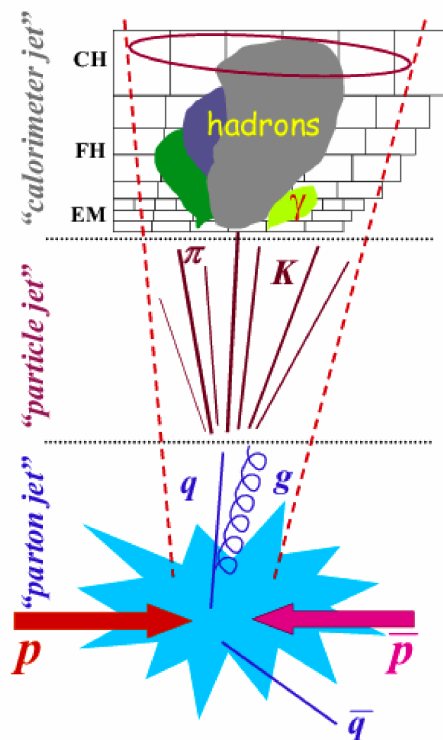 "calorimeter jet"
CH
hadrons
FH
γ
EM
"particle jet"
π
K
"parton jet"
q
g
p
p̅
q̅